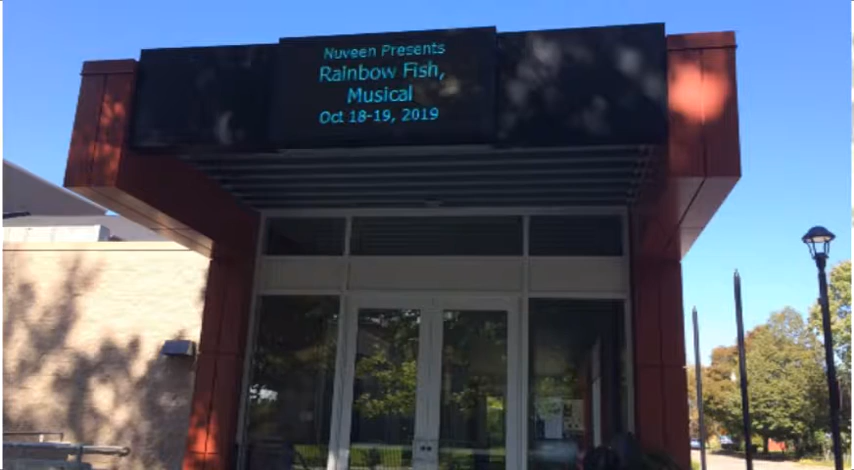 Nuveen Presents
Rainbow Fish,
Musical
Oct 18-19, 2019